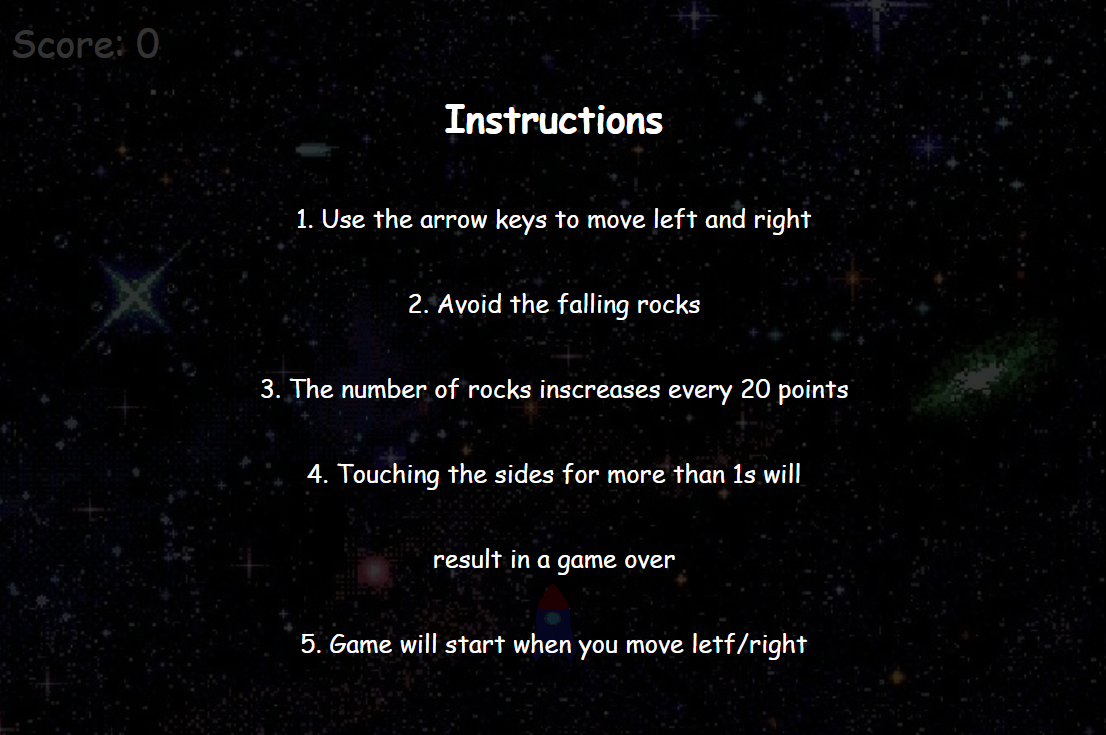 Score: 0
Instructions
1. Use the arrow keys to move left and right
2. Avoid the falling rocks
3. The number of rocks inscreases every 20 points
4. Touching the sides for more than 1s will
result in a game over
5. Game will start when you move letf/right